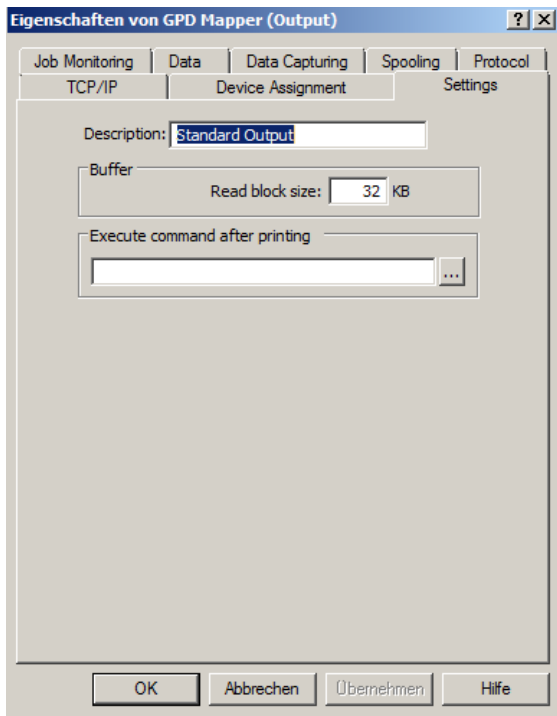 Eigenschaften von GPD Mapper (Output)
Job Monitoring Data Data Capturing Spooling Protocol
TCP/IP Device Assignment Settings
Description: Standard Output
Buffer
Read block size: 32 KB
Execute command after printing
...
OK Abbrechen Übernehmen Hilfe